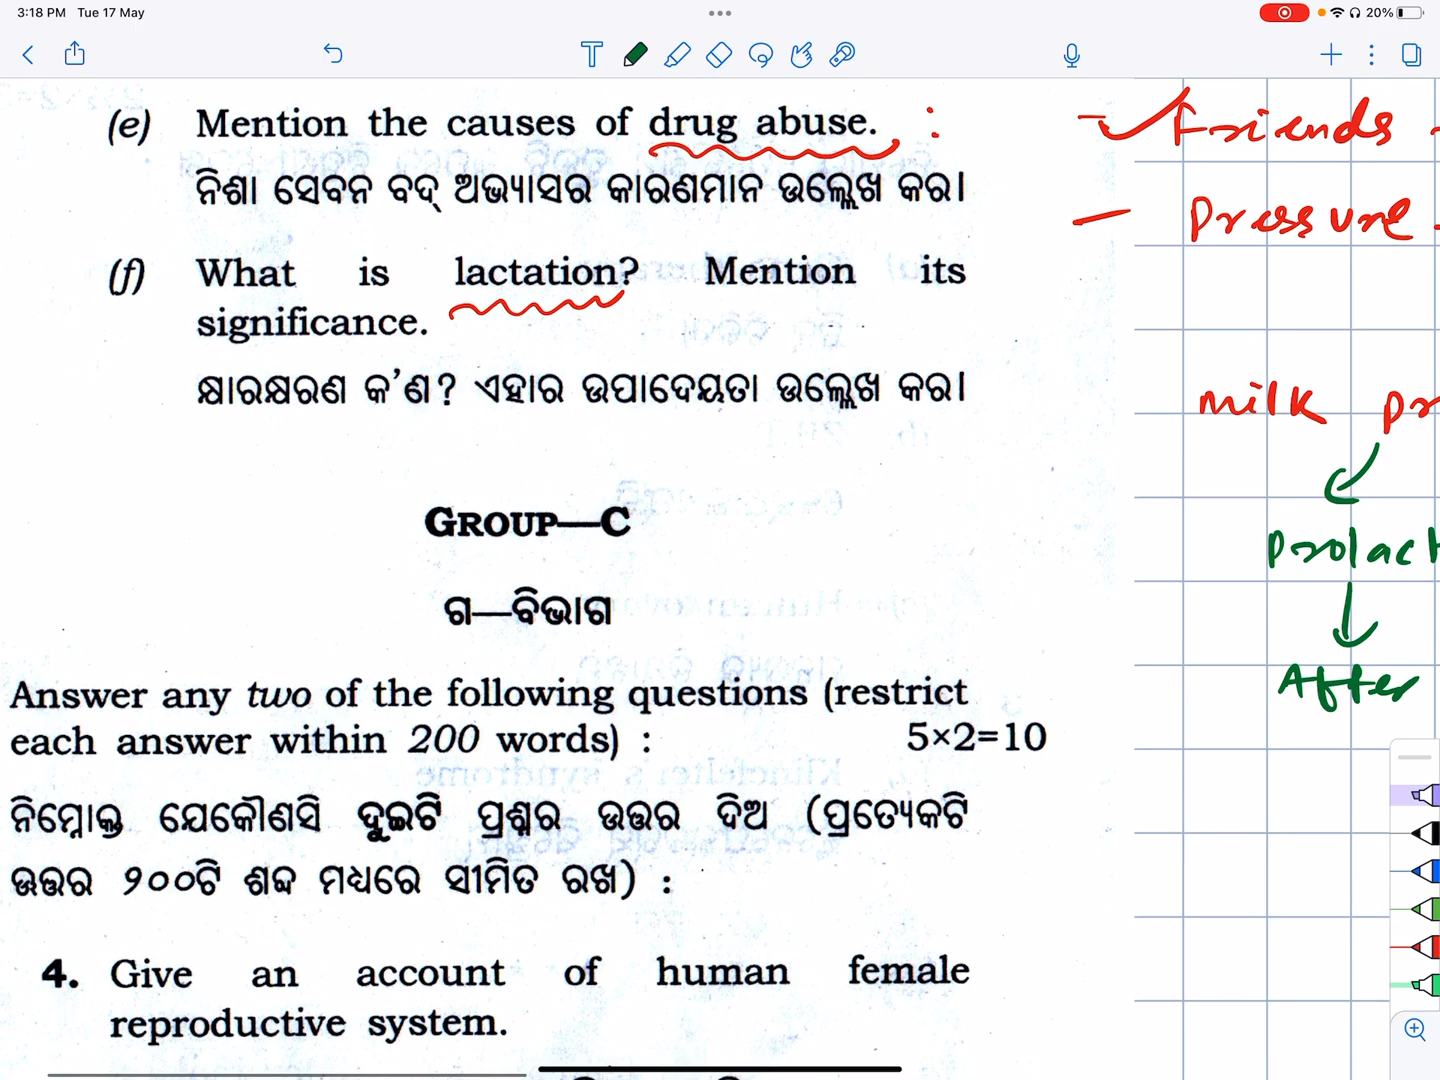 3:18 PM Tue 17 May
20%
(e) Mention the causes of drug abuse. :
ନିଶା ସେବନ ବଦ୍ ଅଭ୍ୟାସର କାରଣମାନ ଉଲ୍ଲେଖ କର।
(f) What is lactation? Mention its
significance.
କ୍ଷୀରକ୍ଷରଣ କ'ଣ? ଏହାର ଉପାଦେୟତା ଉଲ୍ଲେଖ କର।
GROUP—C
ଗ—ବିଭାଗ
Answer any two of the following questions (restrict
each answer within 200 words) : 5×2=10
ନିମ୍ନୋକ୍ତ ଯେକୌଣସି ଦୁଇଟି ପ୍ରଶ୍ନର ଉତ୍ତର ଦିଅ (ପ୍ରତ୍ୟେକଟି
ଉତ୍ତର ୨୦୦ଟି ଶବ୍ଦ ମଧ୍ୟରେ ସୀମିତ ରଖ) :
4. Give an account of human female
reproductive system.
- Friends -
- Pressure -
milk pr
Prolact
After